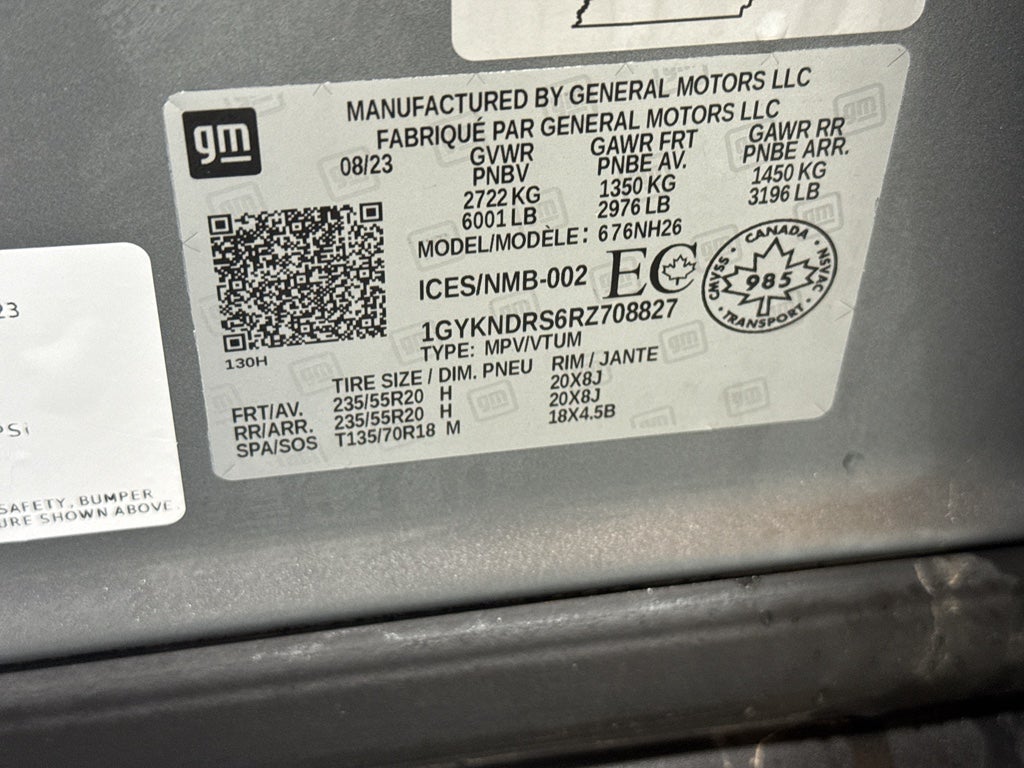 gm
MANUFACTURED BY GENERAL MOTORS LLC
FABRIQUÉ PAR GENERAL MOTORS LLC
08/23
GVWR
PNBV
2722 KG
6001 LB
GAWR FRT
PNBE AV.
1350 KG
2976 LB
GAWR RR
PNBE ARR.
1450 KG
3196 LB
MODEL/MODÈLE: 676NH26
ICES/NMB-002 EC
CANADA
NSVAC
985
CMVSS
TRANSPORT
1GYKNDRS6RZ708827
TYPE: MPV/VTUM
130H
TIRE SIZE / DIM. PNEU RIM / JANTE
FRT/AV. 235/55R20 H 20X8J
RR/ARR. 235/55R20 H 20X8J
SPA/SOS T135/70R18 M 18X4.5B
23
PSi
SAFETY, BUMPER
URE SHOWN ABOVE.